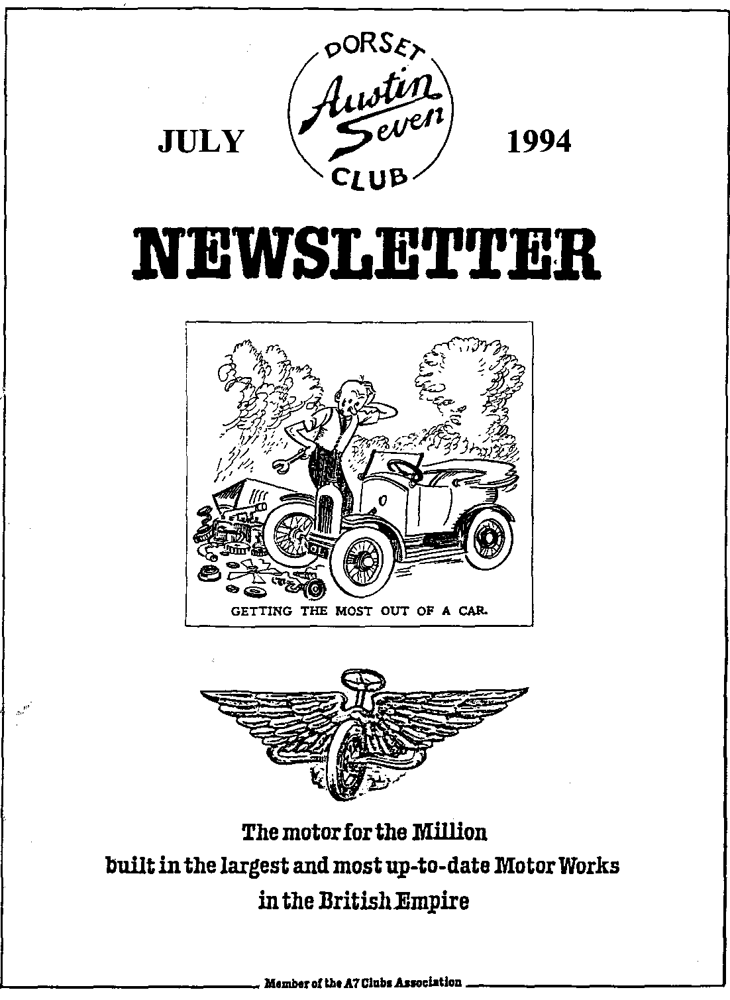 DORSET
Austin
Seven
CLUB
JULY 1994
NEWSLETTER
GETTING THE MOST OUT OF A CAR.
The motor for the Million
built in the largest and most up-to-date Motor Works
in the British Empire
Member of the A7 Clubs Association